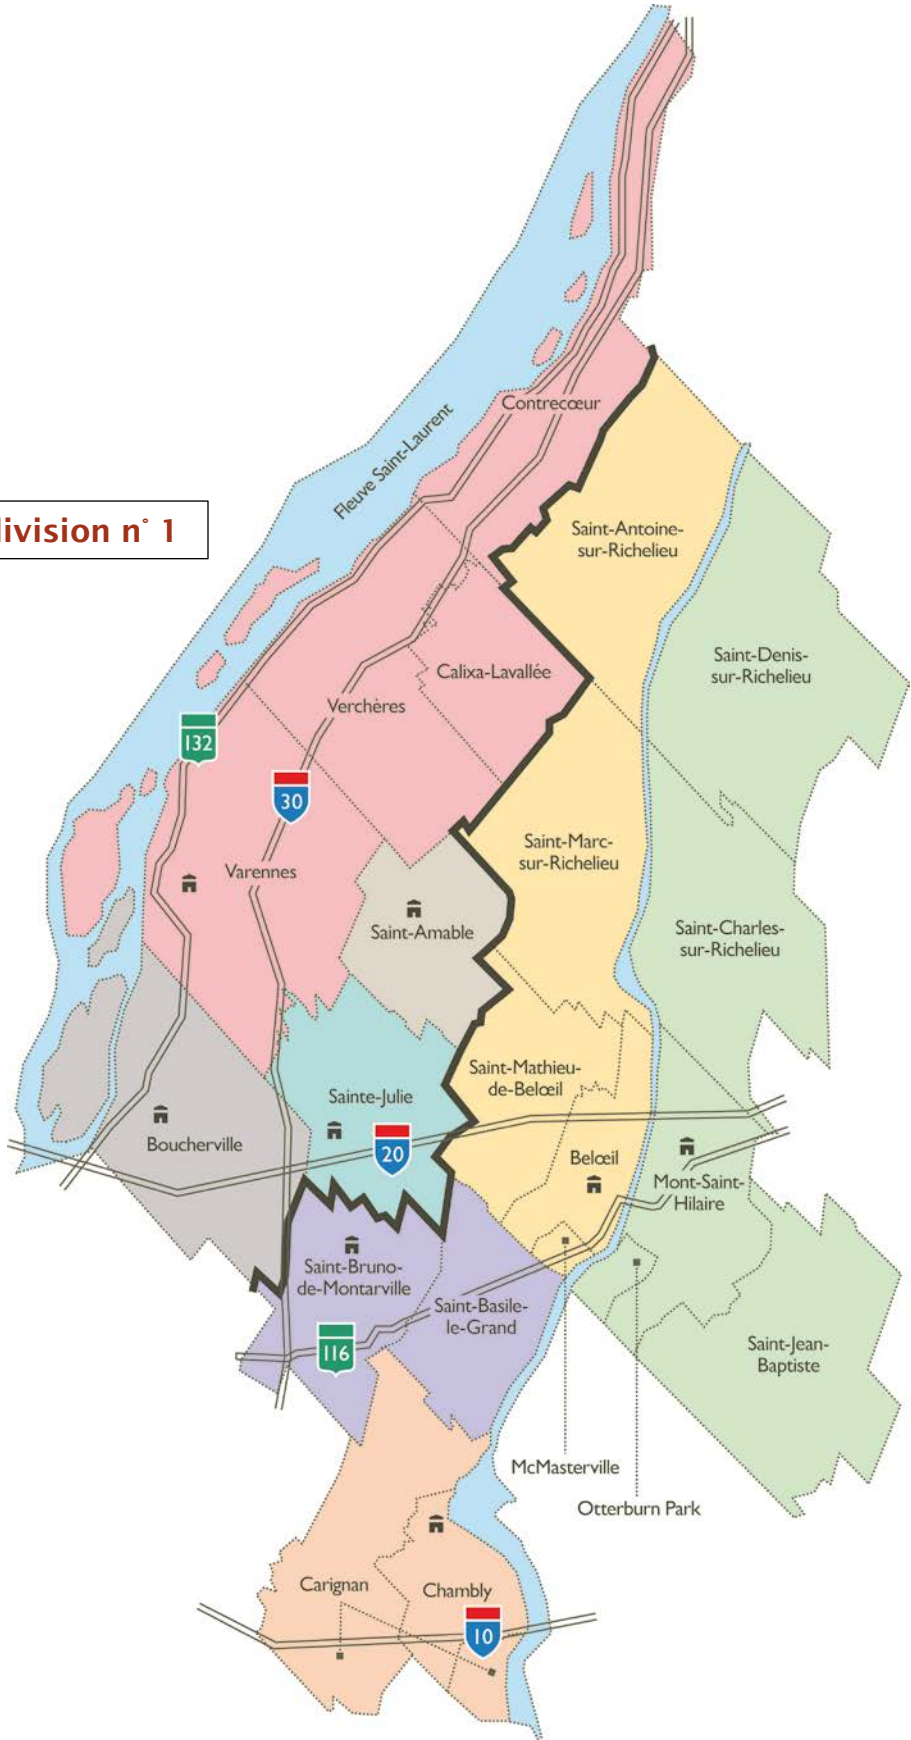 Contrecœur
Fleuve Saint-Laurent
division n° 1
Saint-Antoine-
sur-Richelieu
Saint-Denis-
sur-Richelieu
Calixa-Lavallée
Verchères
132
30
Saint-Marc-
sur-Richelieu
Varennes
Saint-Amable
Saint-Charles-
sur-Richelieu
Saint-Mathieu-
de-Belœil
Sainte-Julie
Boucherville
20
Belœil
Mont-Saint-
Hilaire
Saint-Bruno-
de-Montarville
Saint-Basile-
le-Grand
116
Saint-Jean-
Baptiste
McMasterville
Otterburn Park
Carignan
Chambly
10